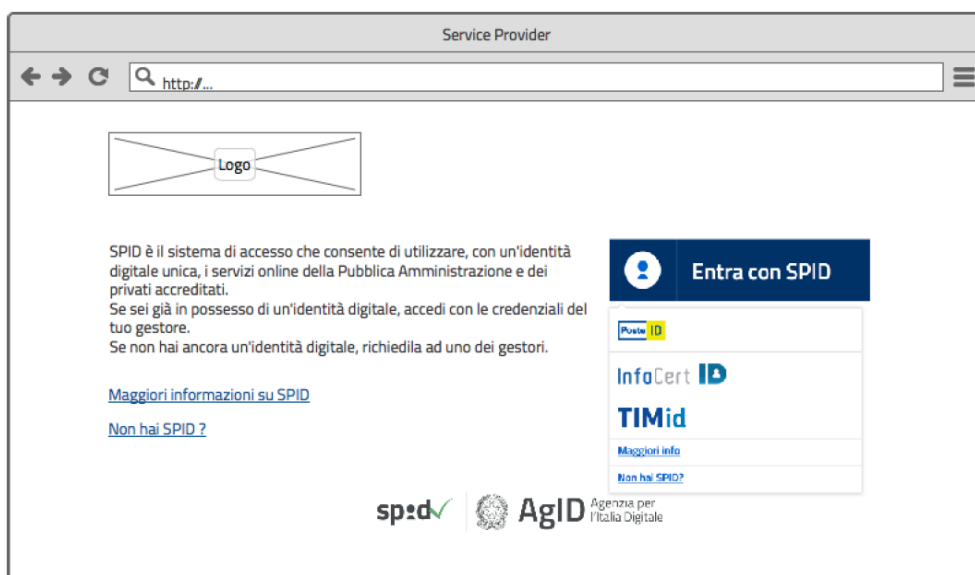 Service Provider
http://...
Logo
SPID è il sistema di accesso che consente di utilizzare, con un'identità
digitale unica, i servizi online della Pubblica Amministrazione e dei
privati accreditati.
Se sei già in possesso di un'identità digitale, accedi con le credenziali del
tuo gestore.
Se non hai ancora un'identità digitale, richiedila ad uno dei gestori.
Maggiori informazioni su SPID
Non hai SPID ?
Entra con SPID
Poste ID
InfoCert ID
TIMid
Maggiori info
Non hai SPID?
spid
AgID
Agenzia per
l'Italia Digitale